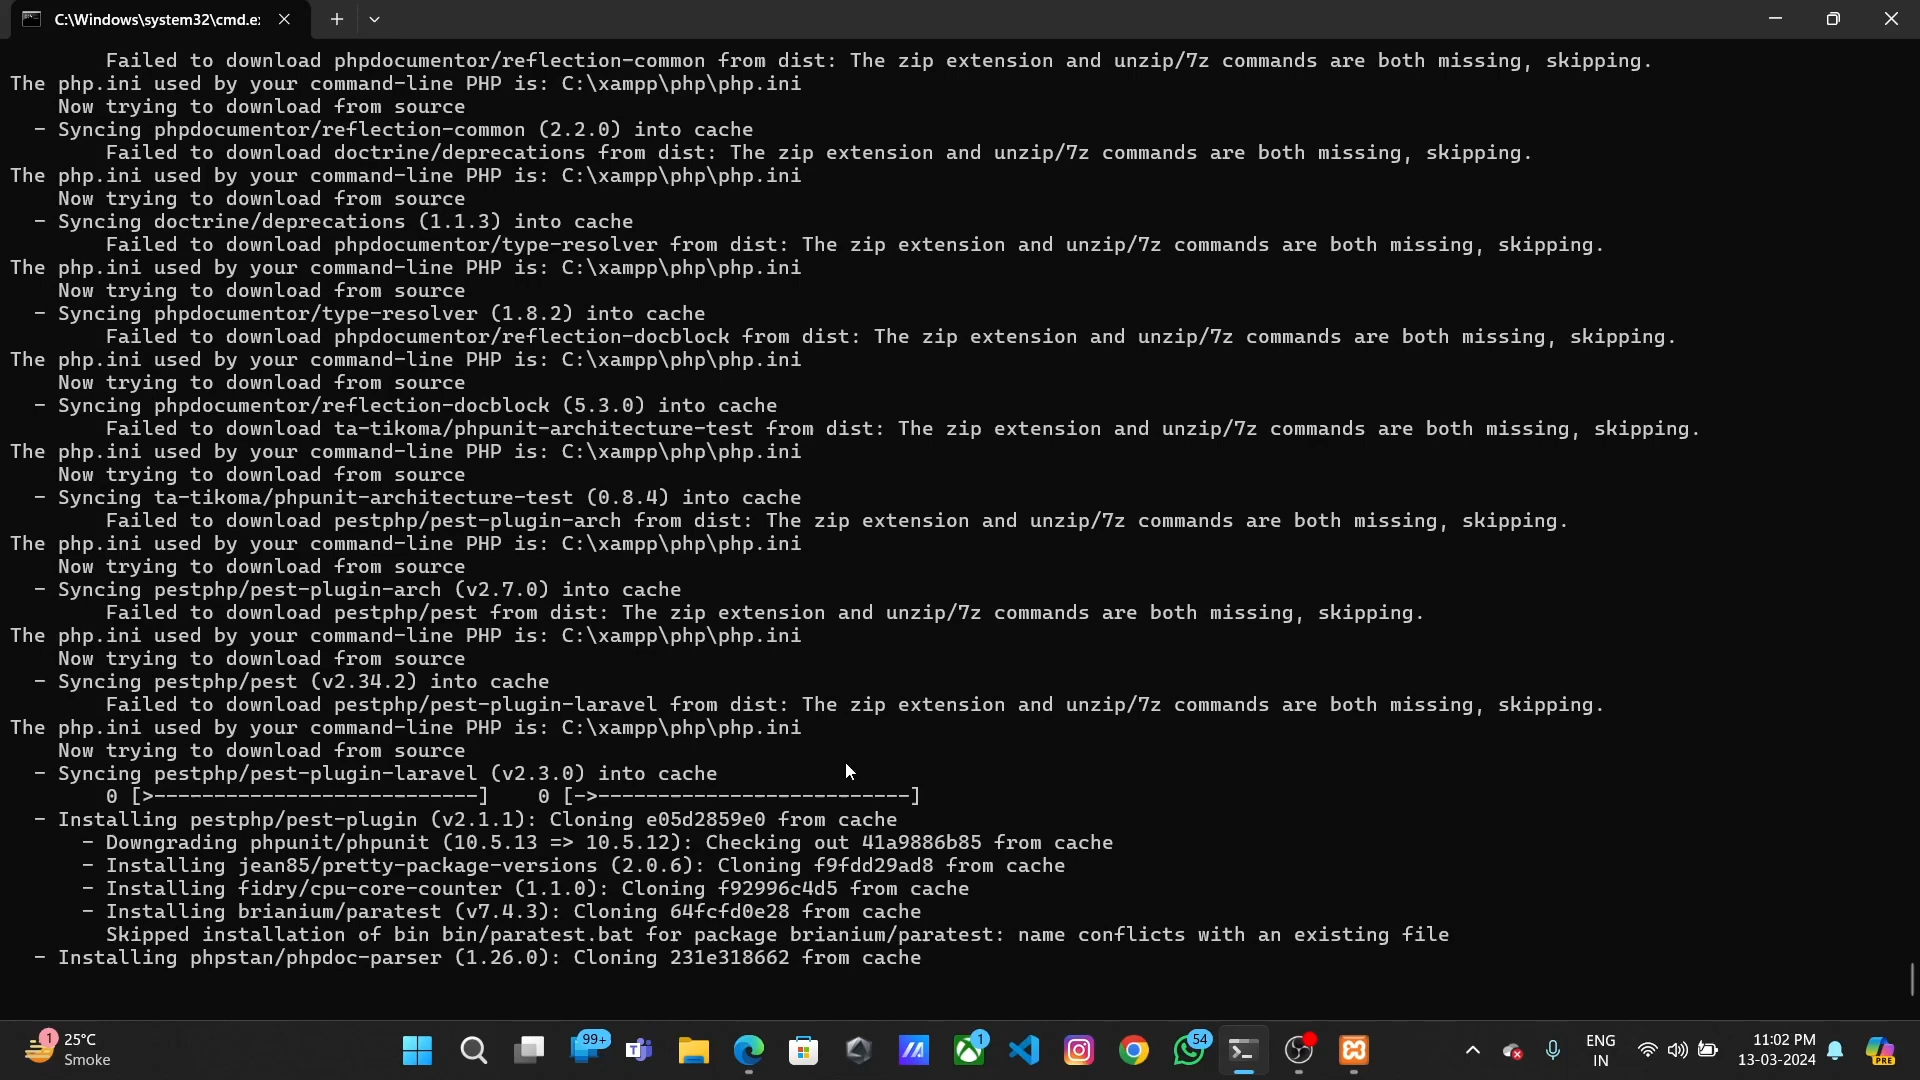 C:\Windows\system32\cmd.e:
Failed to download phpdocumentor/reflection-common from dist: The zip extension and unzip/7z commands are both missing, skipping.
The php.ini used by your command-line PHP is: C:\xampp\php\php.ini
Now trying to download from source
- Syncing phpdocumentor/reflection-common (2.2.0) into cache
Failed to download doctrine/deprecations from dist: The zip extension and unzip/7z commands are both missing, skipping.
The php.ini used by your command-line PHP is: C:\xampp\php\php.ini
Now trying to download from source
- Syncing doctrine/deprecations (1.1.3) into cache
Failed to download phpdocumentor/type-resolver from dist: The zip extension and unzip/7z commands are both missing, skipping.
The php.ini used by your command-line PHP is: C:\xampp\php\php.ini
Now trying to download from source
- Syncing phpdocumentor/type-resolver (1.8.2) into cache
Failed to download phpdocumentor/reflection-docblock from dist: The zip extension and unzip/7z commands are both missing, skipping.
The php.ini used by your command-line PHP is: C:\xampp\php\php.ini
Now trying to download from source
- Syncing phpdocumentor/reflection-docblock (5.3.0) into cache
Failed to download ta-tikoma/phpunit-architecture-test from dist: The zip extension and unzip/7z commands are both missing, skipping.
The php.ini used by your command-line PHP is: C:\xampp\php\php.ini
Now trying to download from source
- Syncing ta-tikoma/phpunit-architecture-test (0.8.4) into cache
Failed to download pestphp/pest-plugin-arch from dist: The zip extension and unzip/7z commands are both missing, skipping.
The php.ini used by your command-line PHP is: C:\xampp\php\php.ini
Now trying to download from source
- Syncing pestphp/pest-plugin-arch (v2.7.0) into cache
Failed to download pestphp/pest from dist: The zip extension and unzip/7z commands are both missing, skipping.
The php.ini used by your command-line PHP is: C:\xampp\php\php.ini
Now trying to download from source
- Syncing pestphp/pest (v2.34.2) into cache
Failed to download pestphp/pest-plugin-laravel from dist: The zip extension and unzip/7z commands are both missing, skipping.
The php.ini used by your command-line PHP is: C:\xampp\php\php.ini
Now trying to download from source
- Syncing pestphp/pest-plugin-laravel (v2.3.0) into cache
0 [>---------------------------]    0 [->--------------------------]
- Installing pestphp/pest-plugin (v2.1.1): Cloning e05d2859e0 from cache
- Downgrading phpunit/phpunit (10.5.13 => 10.5.12): Checking out 41a9886b85 from cache
- Installing jean85/pretty-package-versions (2.0.6): Cloning f9fdd29ad8 from cache
- Installing fidry/cpu-core-counter (1.1.0): Cloning f92996c4d5 from cache
- Installing brianium/paratest (v7.4.3): Cloning 64fcfd0e28 from cache
Skipped installation of bin bin/paratest.bat for package brianium/paratest: name conflicts with an existing file
- Installing phpstan/phpdoc-parser (1.26.0): Cloning 231e318662 from cache
1 25°C
Smoke
99+
1
54
ENG
IN
11:02 PM
13-03-2024
PRE